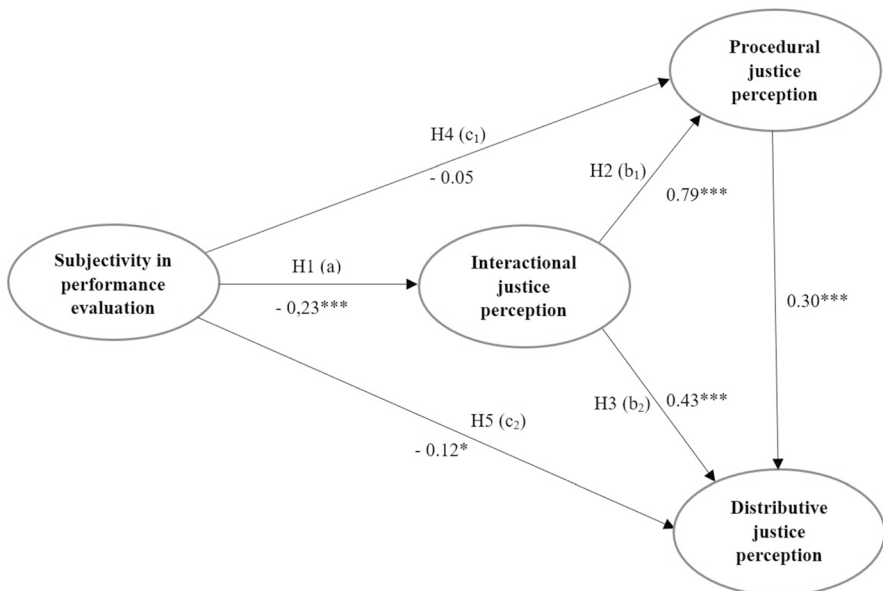 Procedural
justice
perception
H4 (c₁)
- 0.05
H2 (b₁)
0.79***
Subjectivity in
performance
evaluation
H1 (a)
- 0,23***
Interactional
justice
perception
0.30***
H3 (b₂)
0.43***
H5 (c₂)
- 0.12*
Distributive
justice
perception